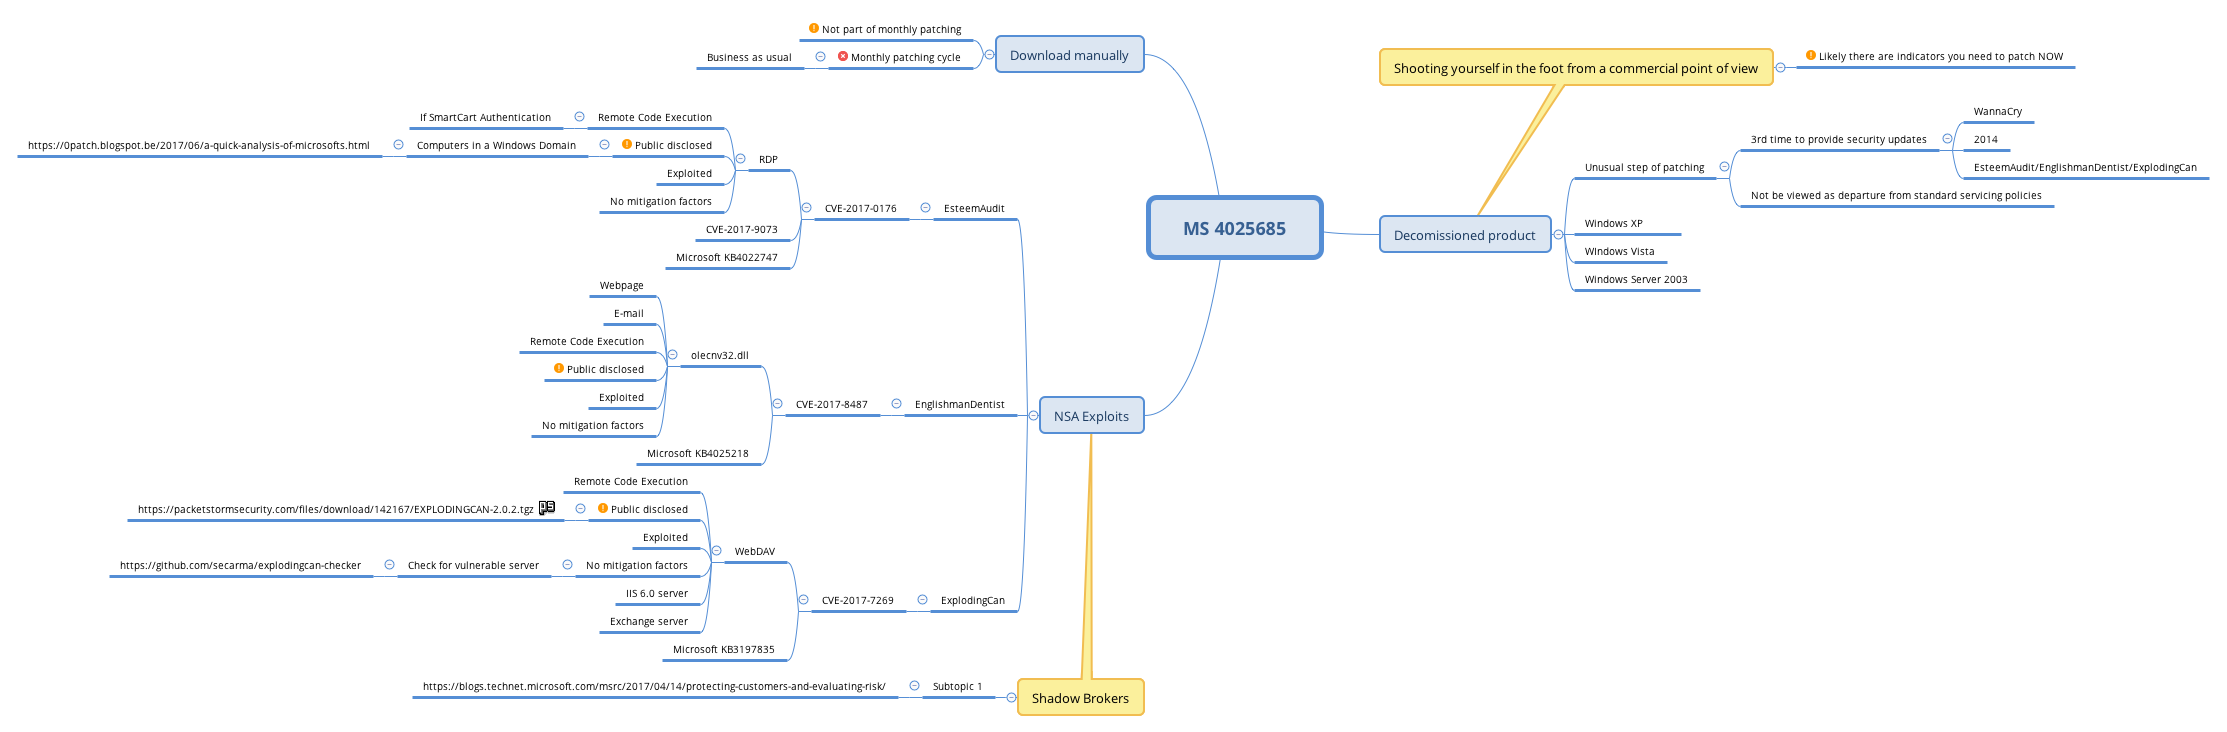 MS 4025685
Download manually
Not part of monthly patching
Monthly patching cycle
Business as usual
Shooting yourself in the foot from a commercial point of view
Likely there are indicators you need to patch NOW
Decomissioned product
Unusual step of patching
3rd time to provide security updates
WannaCry
2014
EsteemAudit/EnglishmanDentist/ExplodingCan
Not be viewed as departure from standard servicing policies
Windows XP
Windows Vista
Windows Server 2003
NSA Exploits
EsteemAudit
CVE-2017-0176
RDP
Remote Code Execution
If SmartCart Authentication
Public disclosed
Computers in a Windows Domain
https://0patch.blogspot.be/2017/06/a-quick-analysis-of-microsofts.html
Exploited
No mitigation factors
CVE-2017-9073
Microsoft KB4022747
EnglishmanDentist
CVE-2017-8487
olecnv32.dll
Webpage
E-mail
Remote Code Execution
Public disclosed
Exploited
No mitigation factors
Microsoft KB4025218
ExplodingCan
CVE-2017-7269
WebDAV
Remote Code Execution
Public disclosed
https://packetstormsecurity.com/files/download/142167/EXPLODINGCAN-2.0.2.tgz
Exploited
No mitigation factors
Check for vulnerable server
https://github.com/secarma/explodingcan-checker
IIS 6.0 server
Exchange server
Microsoft KB3197835
Shadow Brokers
Subtopic 1
https://blogs.technet.microsoft.com/msrc/2017/04/14/protecting-customers-and-evaluating-risk/